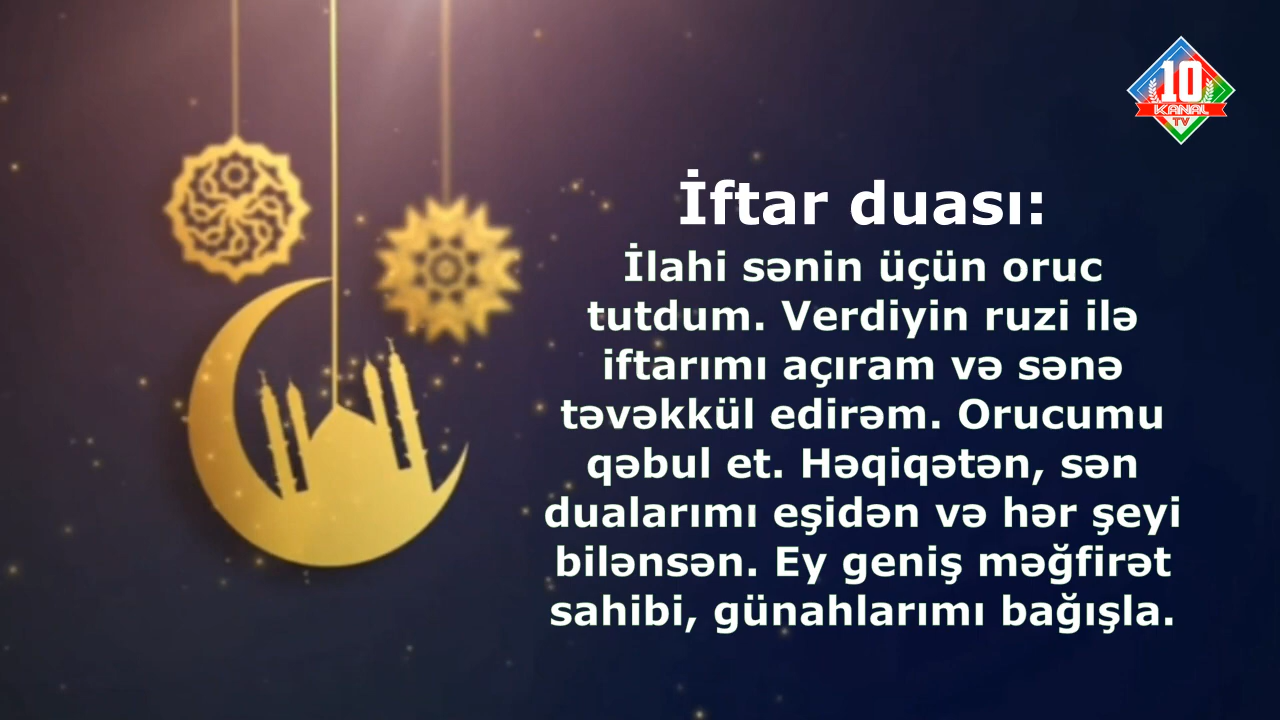 10
KANAL
TV
İftar duası:
İlahi sənin üçün oruc
tutdum. Verdiyin ruzi ilə
iftarımı açıram və sənə
təvəkkül edirəm. Orucumu
qəbul et. Həqiqətən, sən
dualarımı eşidən və hər şeyi
bilənsən. Ey geniş məğfirət
sahibi, günahlarımı bağışla.